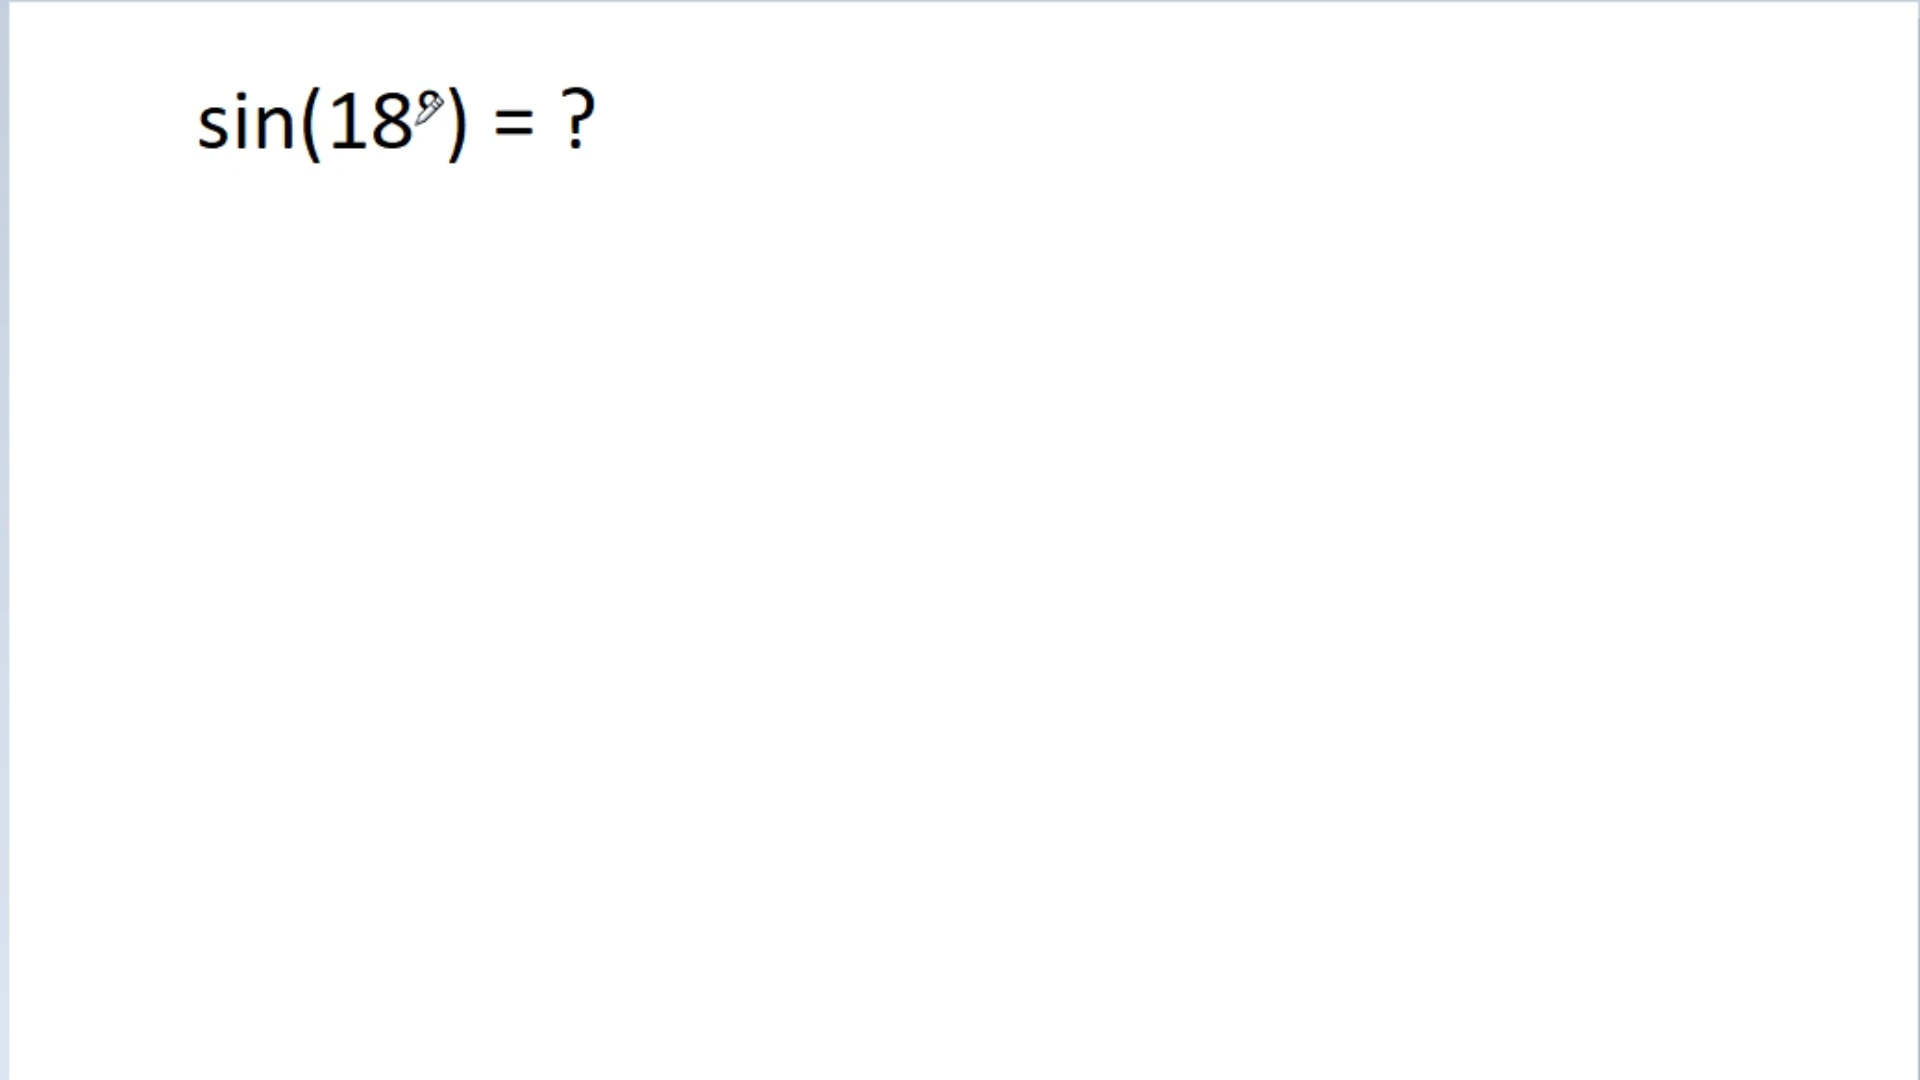 sin(18°) = ?